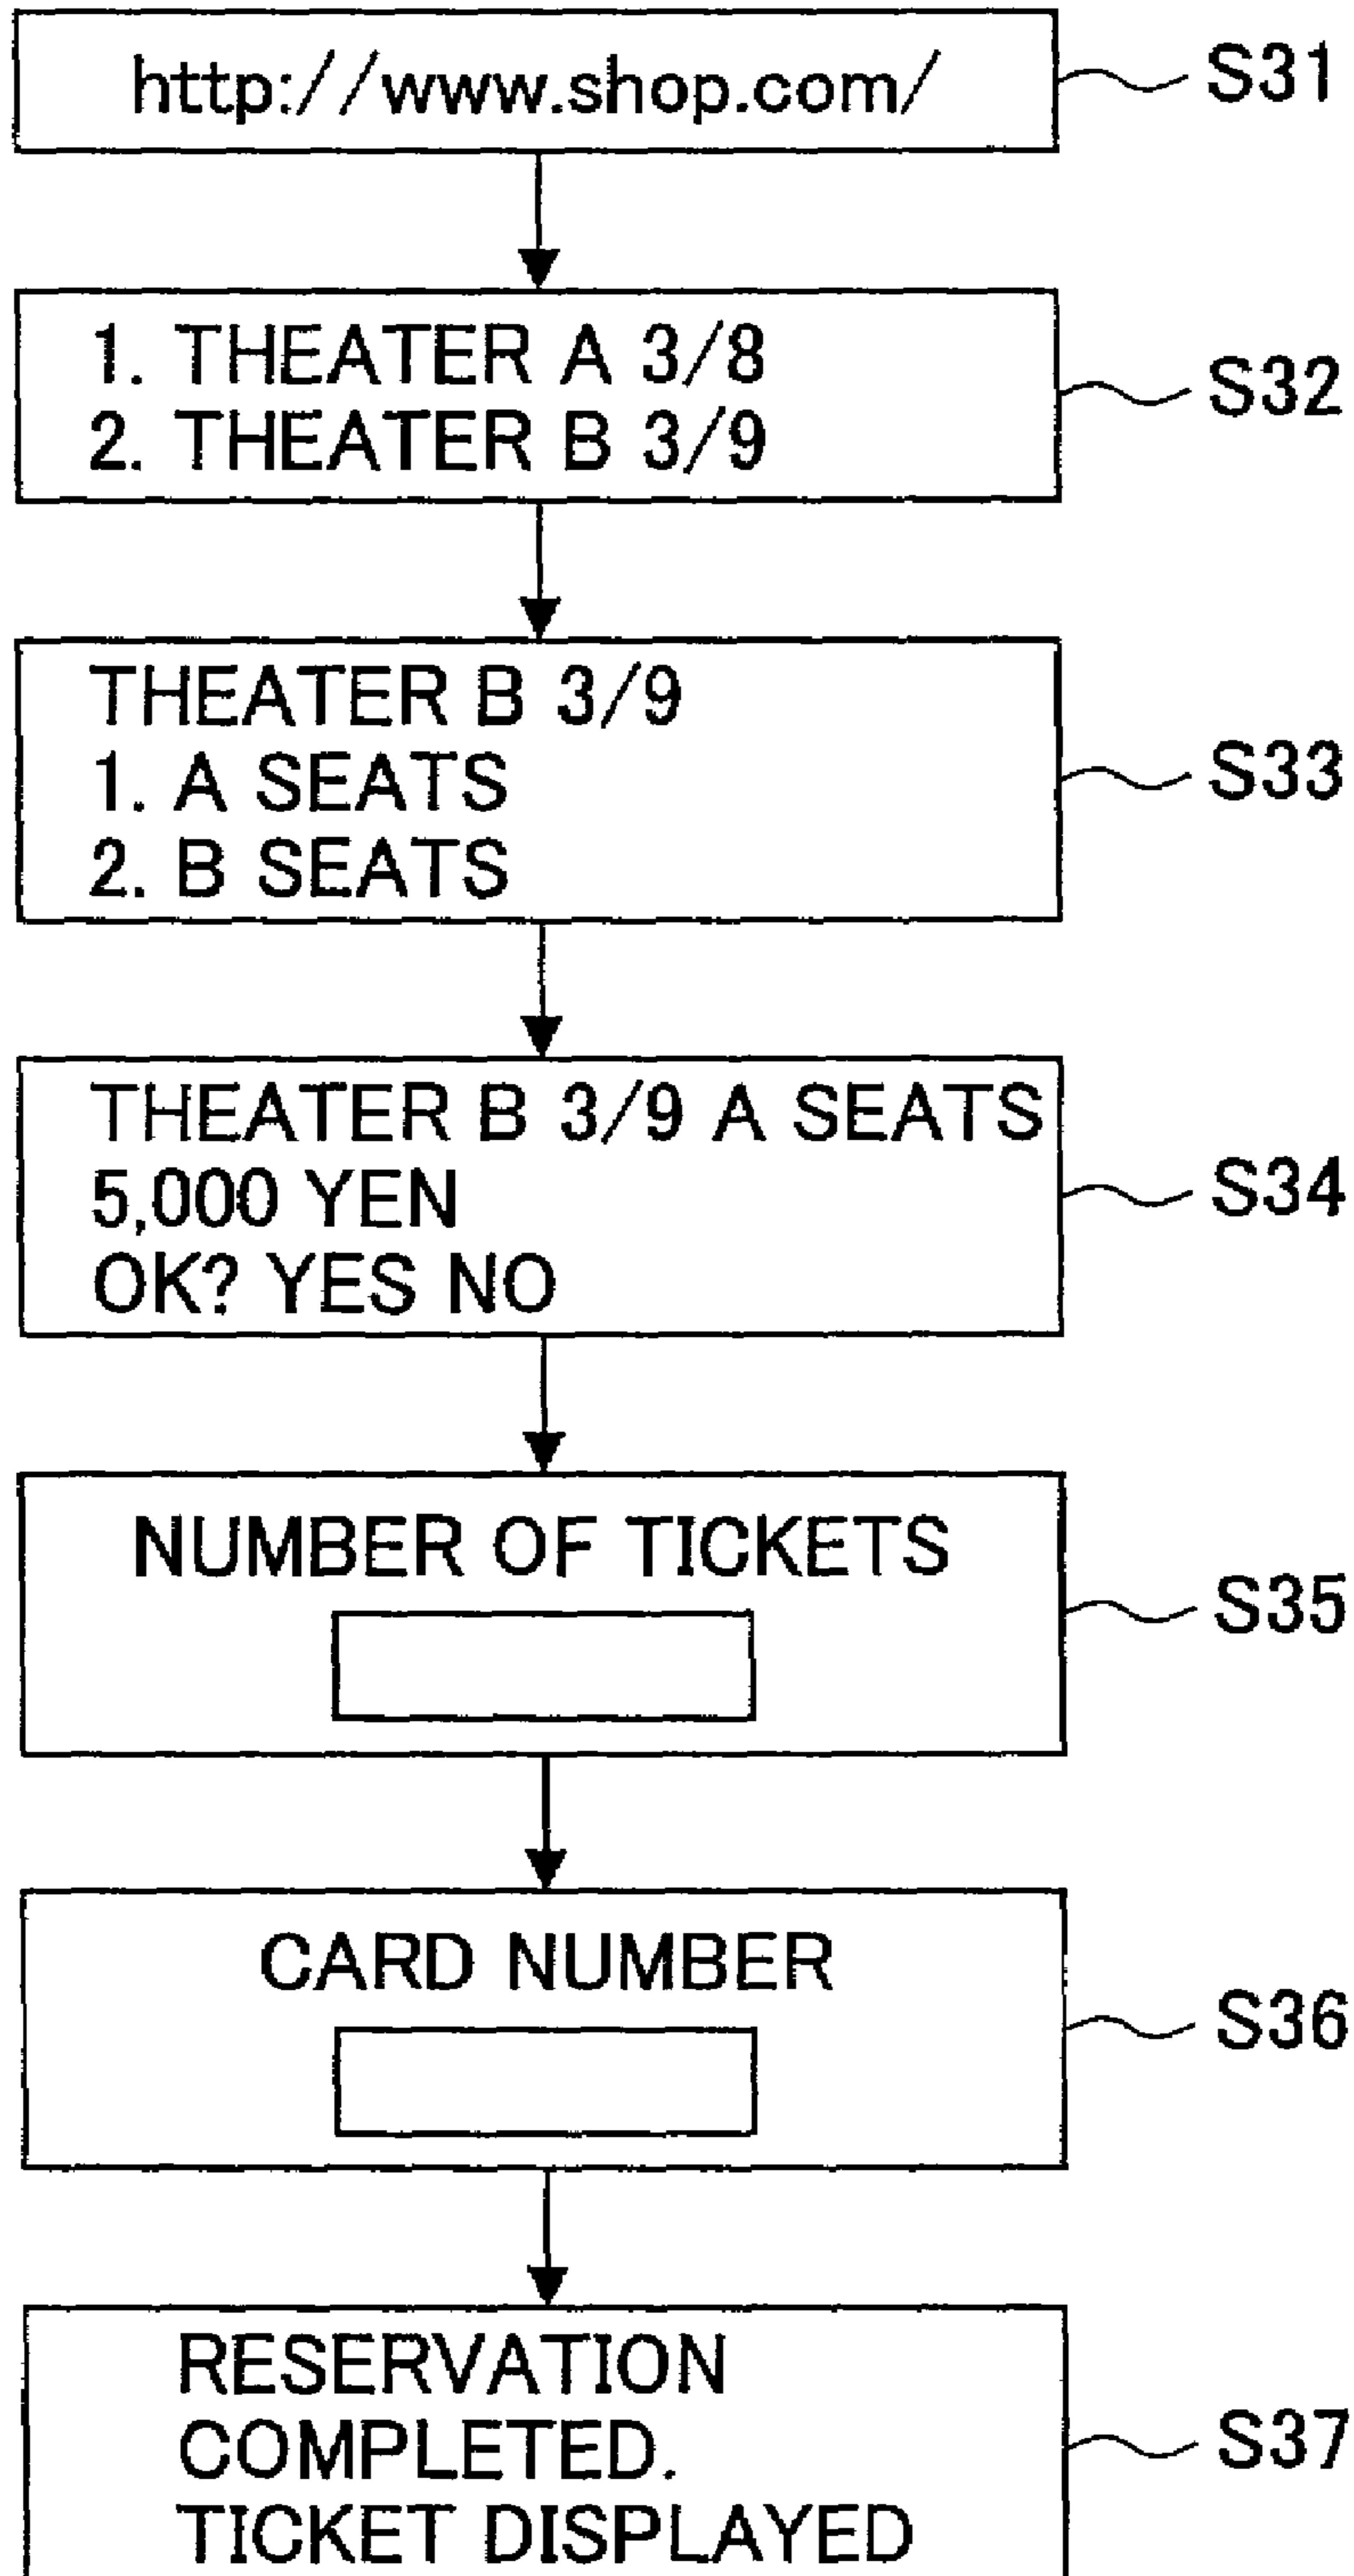 http://www.shop.com/
S31
1. THEATER A 3/8
2. THEATER B 3/9
S32
THEATER B 3/9
1. A SEATS
2. B SEATS
S33
THEATER B 3/9 A SEATS
5,000 YEN
OK? YES NO
S34
NUMBER OF TICKETS
S35
CARD NUMBER
S36
RESERVATION
COMPLETED.
TICKET DISPLAYED
S37